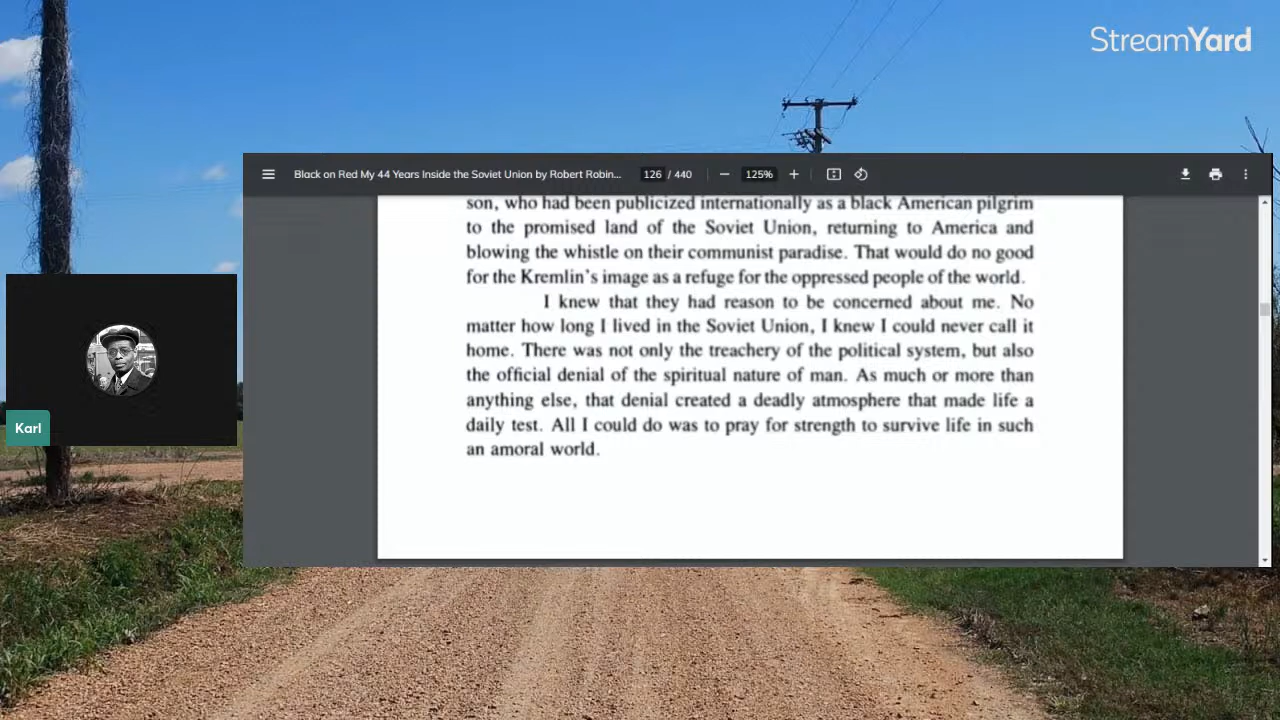 StreamYard
Black on Red My 44 Years Inside the Soviet Union by Robert Robin...
126 / 440
125%
son, who had been publicized internationally as a black American pilgrim
to the promised land of the Soviet Union, returning to America and
blowing the whistle on their communist paradise. That would do no good
for the Kremlin's image as a refuge for the oppressed people of the world.
I knew that they had reason to be concerned about me. No
matter how long I lived in the Soviet Union, I knew I could never call it
home. There was not only the treachery of the political system, but also
the official denial of the spiritual nature of man. As much or more than
anything else, that denial created a deadly atmosphere that made life a
daily test. All I could do was to pray for strength to survive life in such
an amoral world.
Karl